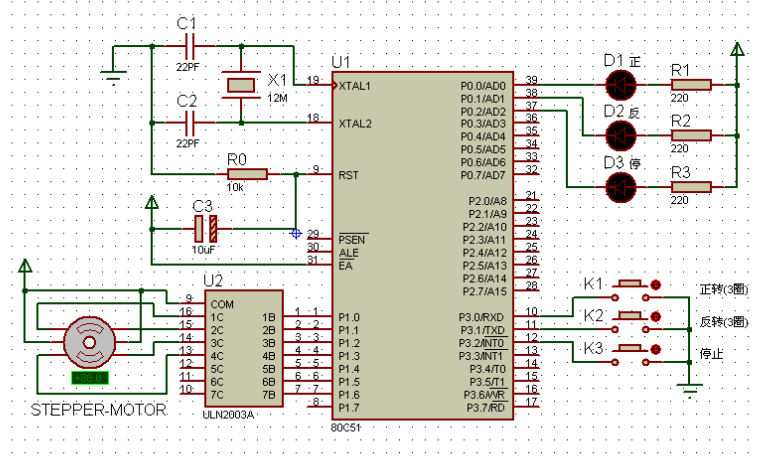 C1
22PF
X1
12M
C2
22PF
R0
10k
C3
10uF
U1
19 XTAL1
18 XTAL2
9 RST
29 PSEN
30 ALE
31 EA
1 P1.0
2 P1.1
3 P1.2
4 P1.3
5 P1.4
6 P1.5
7 P1.6
8 P1.7
P0.0/AD0 39
P0.1/AD1 38
P0.2/AD2 37
P0.3/AD3 36
P0.4/AD4 35
P0.5/AD5 34
P0.6/AD6 33
P0.7/AD7 32
P2.0/A8 21
P2.1/A9 22
P2.2/A10 23
P2.3/A11 24
P2.4/A12 25
P2.5/A13 26
P2.6/A14 27
P2.7/A15 28
P3.0/RXD 10
P3.1/TXD 11
P3.2/INT0 12
P3.3/INT1 13
P3.4/T0 14
P3.5/T1 15
P3.6/WR 16
P3.7/RD 17
80C51
D1 正
R1
220
D2 反
R2
220
D3 停
R3
220
K1
正转(3圈)
K2
反转(3圈)
K3
停止
U2
9 COM
16 1C 1B 1
15 2C 2B 2
14 3C 3B 3
13 4C 4B 4
12 5C 5B 5
11 6C 6B 6
10 7C 7B 7
ULN2003A
STEPPER-MOTOR